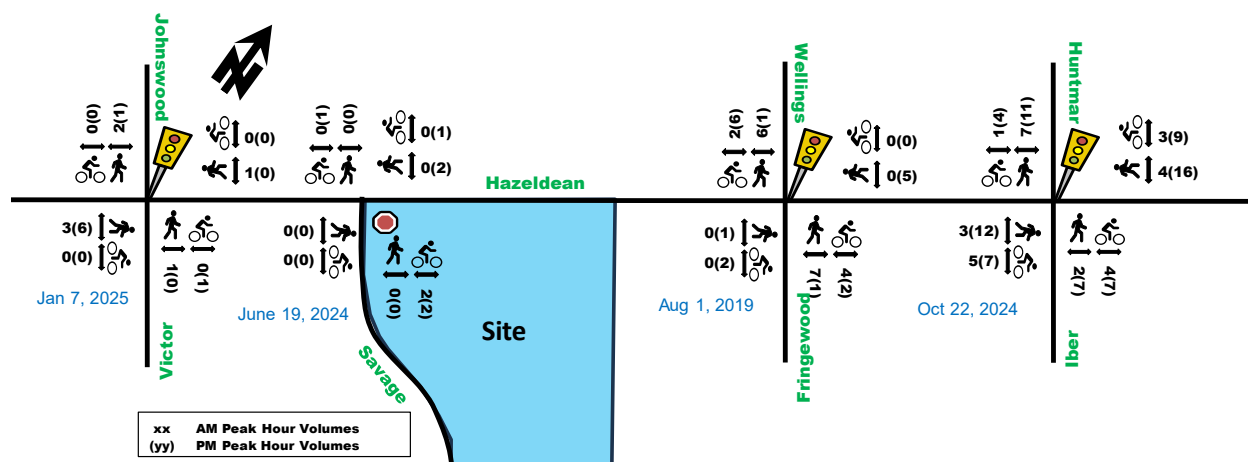 Johnswood
Wellings
Huntmar
0(0)
2(1)
0(0)
1(0)
0(1)
0(0)
0(1)
0(2)
2(6)
6(1)
0(0)
0(5)
1(4)
7(11)
3(9)
4(16)
Hazeldean
3(6)
0(0)
1(0)
0(1)
0(0)
0(0)
0(0)
2(2)
0(1)
0(2)
7(1)
4(2)
3(12)
5(7)
2(7)
4(7)
Jan 7, 2025
June 19, 2024
Aug 1, 2019
Oct 22, 2024
Site
Victor
Savage
Fringewood
Iber
xx AM Peak Hour Volumes
(yy) PM Peak Hour Volumes